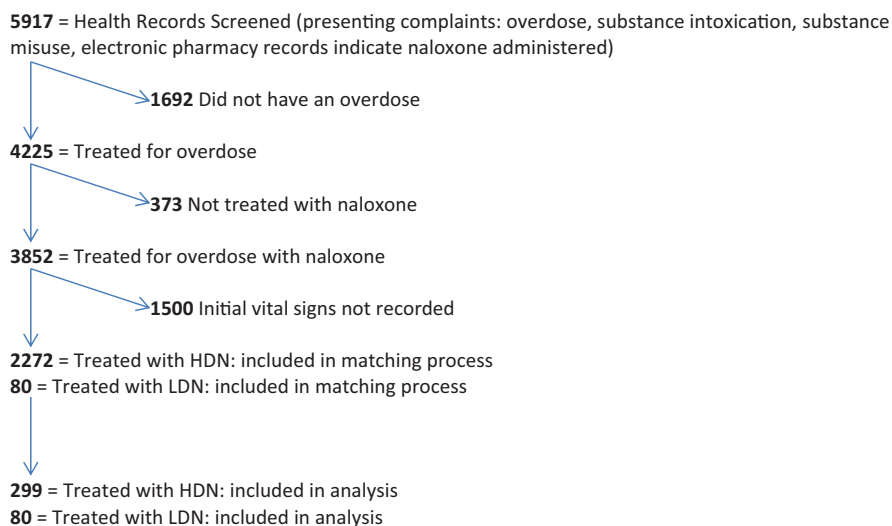 5917 = Health Records Screened (presenting complaints: overdose, substance intoxication, substance
misuse, electronic pharmacy records indicate naloxone administered)
1692 Did not have an overdose
4225 = Treated for overdose
373 Not treated with naloxone
3852 = Treated for overdose with naloxone
1500 Initial vital signs not recorded
2272 = Treated with HDN: included in matching process
80 = Treated with LDN: included in matching process
299 = Treated with HDN: included in analysis
80 = Treated with LDN: included in analysis